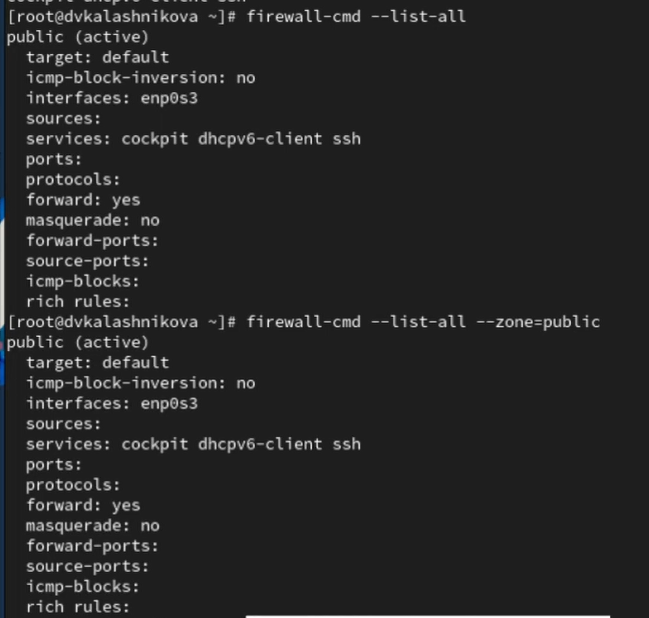 [root@dvkalashnikova ~]# firewall-cmd --list-all
public (active)
  target: default
  icmp-block-inversion: no
  interfaces: enp0s3
  sources:
  services: cockpit dhcpv6-client ssh
  ports:
  protocols:
  forward: yes
  masquerade: no
  forward-ports:
  source-ports:
  icmp-blocks:
  rich rules:
[root@dvkalashnikova ~]# firewall-cmd --list-all --zone=public
public (active)
  target: default
  icmp-block-inversion: no
  interfaces: enp0s3
  sources:
  services: cockpit dhcpv6-client ssh
  ports:
  protocols:
  forward: yes
  masquerade: no
  forward-ports:
  source-ports:
  icmp-blocks:
  rich rules: